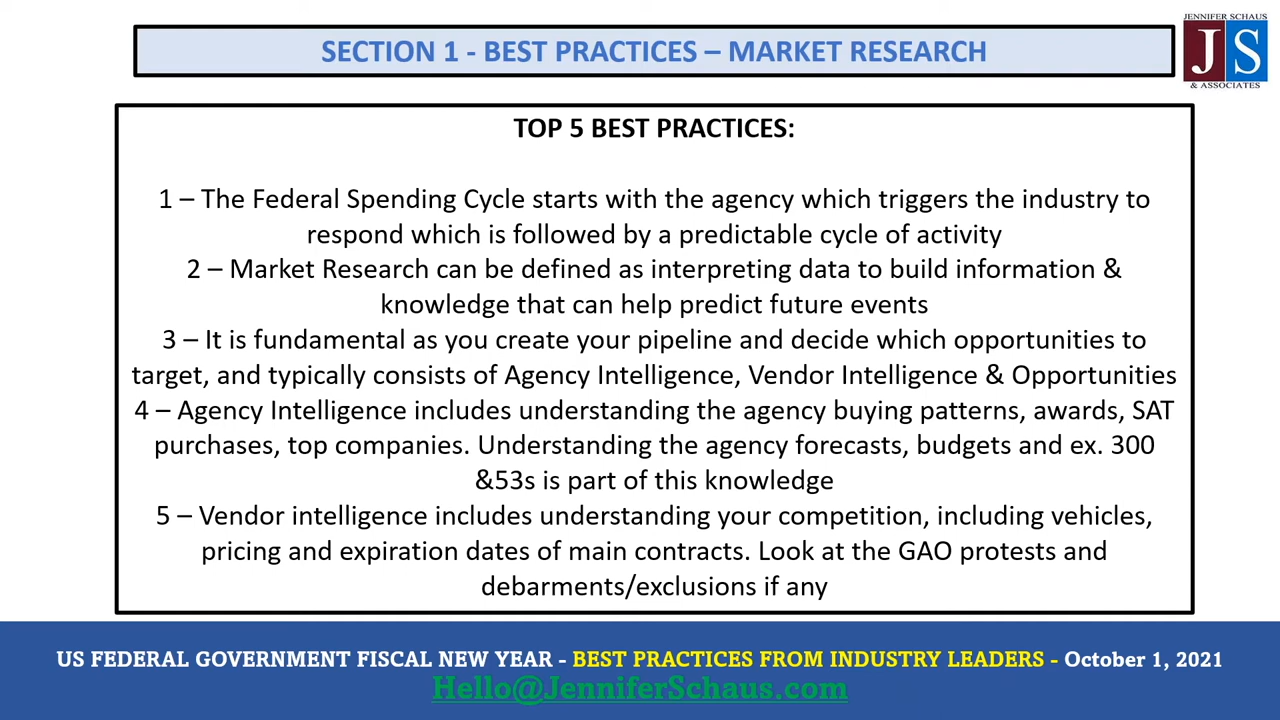 JENNIFER SCHAUS
JS
& ASSOCIATES
SECTION 1 - BEST PRACTICES – MARKET RESEARCH
TOP 5 BEST PRACTICES:
1 – The Federal Spending Cycle starts with the agency which triggers the industry to
respond which is followed by a predictable cycle of activity
2 – Market Research can be defined as interpreting data to build information &
knowledge that can help predict future events
3 – It is fundamental as you create your pipeline and decide which opportunities to
target, and typically consists of Agency Intelligence, Vendor Intelligence & Opportunities
4 – Agency Intelligence includes understanding the agency buying patterns, awards, SAT
purchases, top companies. Understanding the agency forecasts, budgets and ex. 300
&53s is part of this knowledge
5 – Vendor intelligence includes understanding your competition, including vehicles,
pricing and expiration dates of main contracts. Look at the GAO protests and
debarments/exclusions if any
US FEDERAL GOVERNMENT FISCAL NEW YEAR - BEST PRACTICES FROM INDUSTRY LEADERS - October 1, 2021
Hello@JenniferSchaus.com